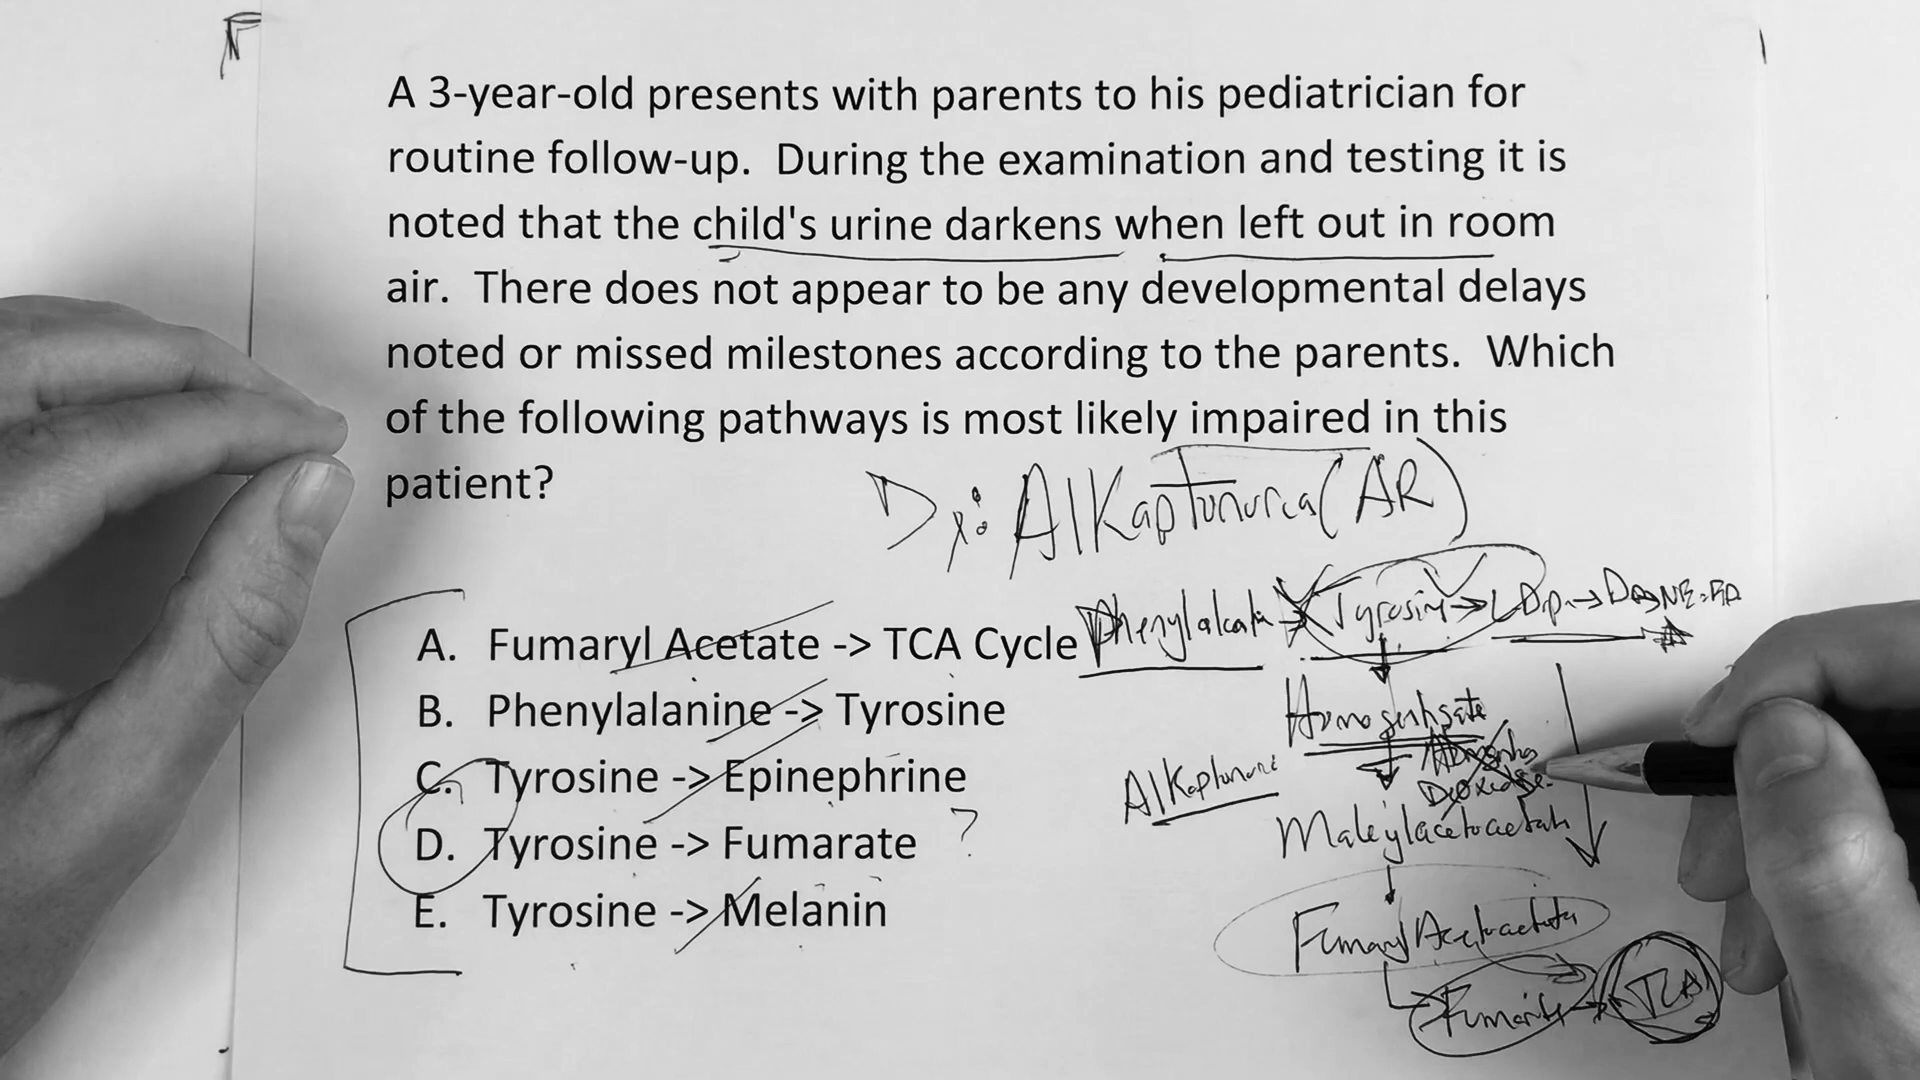 A 3-year-old presents with parents to his pediatrician for
routine follow-up. During the examination and testing it is
noted that the child's urine darkens when left out in room
air. There does not appear to be any developmental delays
noted or missed milestones according to the parents. Which
of the following pathways is most likely impaired in this
patient?
Dx: Alkaptonuria (AR)
A. Fumaryl Acetate -> TCA Cycle
B. Phenylalanine -> Tyrosine
C. Tyrosine -> Epinephrine
D. Tyrosine -> Fumarate ?
E. Tyrosine -> Melanin
Tyrosine
Alkaptonuri
Fumaryl Acetoacetate
Fumarate
TCA